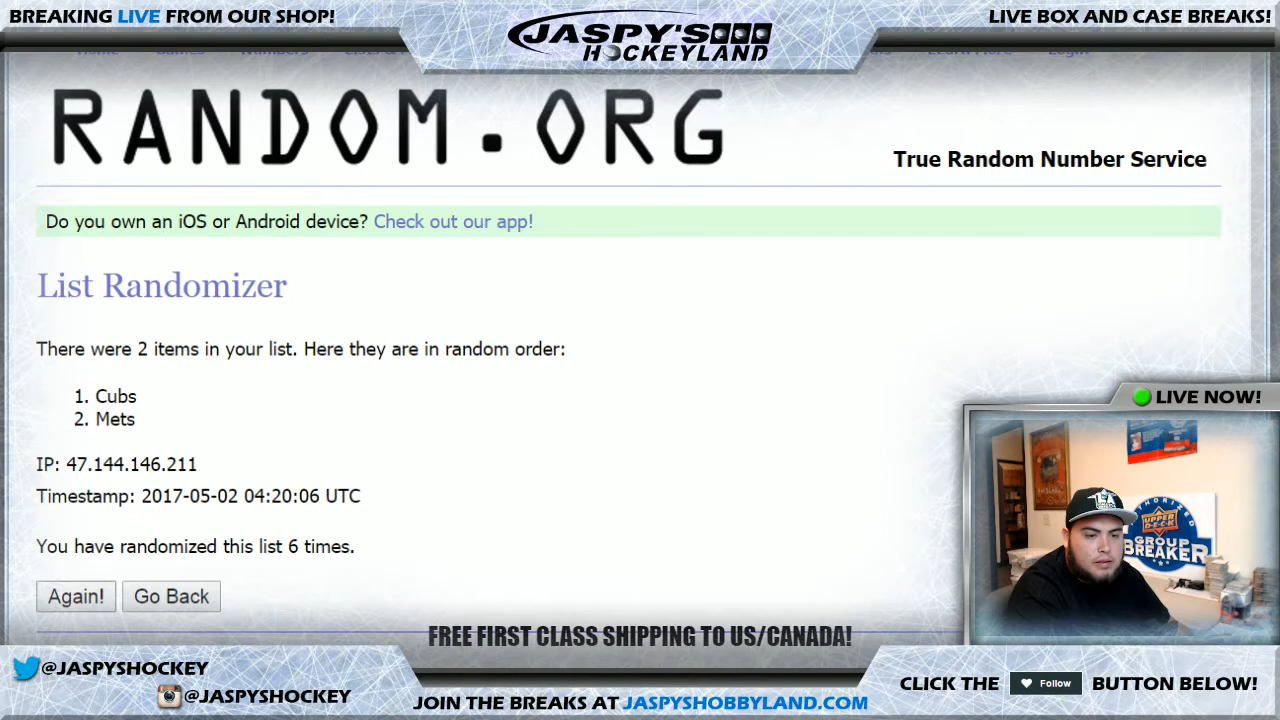 BREAKING LIVE FROM OUR SHOP!
JASPY'S
HOCKEYLAND
LIVE BOX AND CASE BREAKS!
RANDOM.ORG
True Random Number Service
Do you own an iOS or Android device? Check out our app!
List Randomizer
There were 2 items in your list. Here they are in random order:
1. Cubs
2. Mets
IP: 47.144.146.211
Timestamp: 2017-05-02 04:20:06 UTC
You have randomized this list 6 times.
Again! Go Back
LIVE NOW!
AUTHORIZED
UPPER DECK
GROUP
BREAKER
FREE FIRST CLASS SHIPPING TO US/CANADA!
@JASPYSHOCKEY
@JASPYSHOCKEY
JOIN THE BREAKS AT JASPYSHOBBYLAND.COM
CLICK THE Follow BUTTON BELOW!